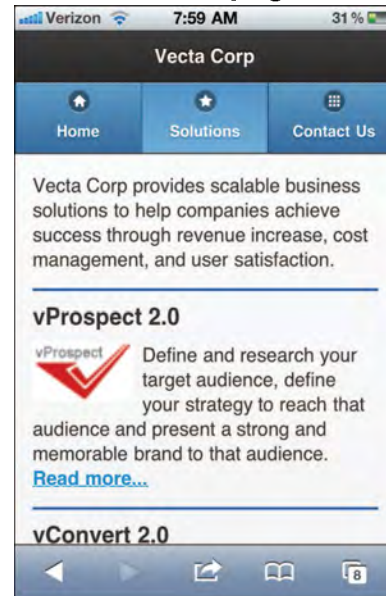 Verizon 7:59 AM 31%
Vecta Corp
Home Solutions Contact Us
Vecta Corp provides scalable business
solutions to help companies achieve
success through revenue increase, cost
management, and user satisfaction.
vProspect 2.0
vProspect
Define and research your
target audience, define
your strategy to reach that
audience and present a strong and
memorable brand to that audience.
Read more...
vConvert 2.0
8